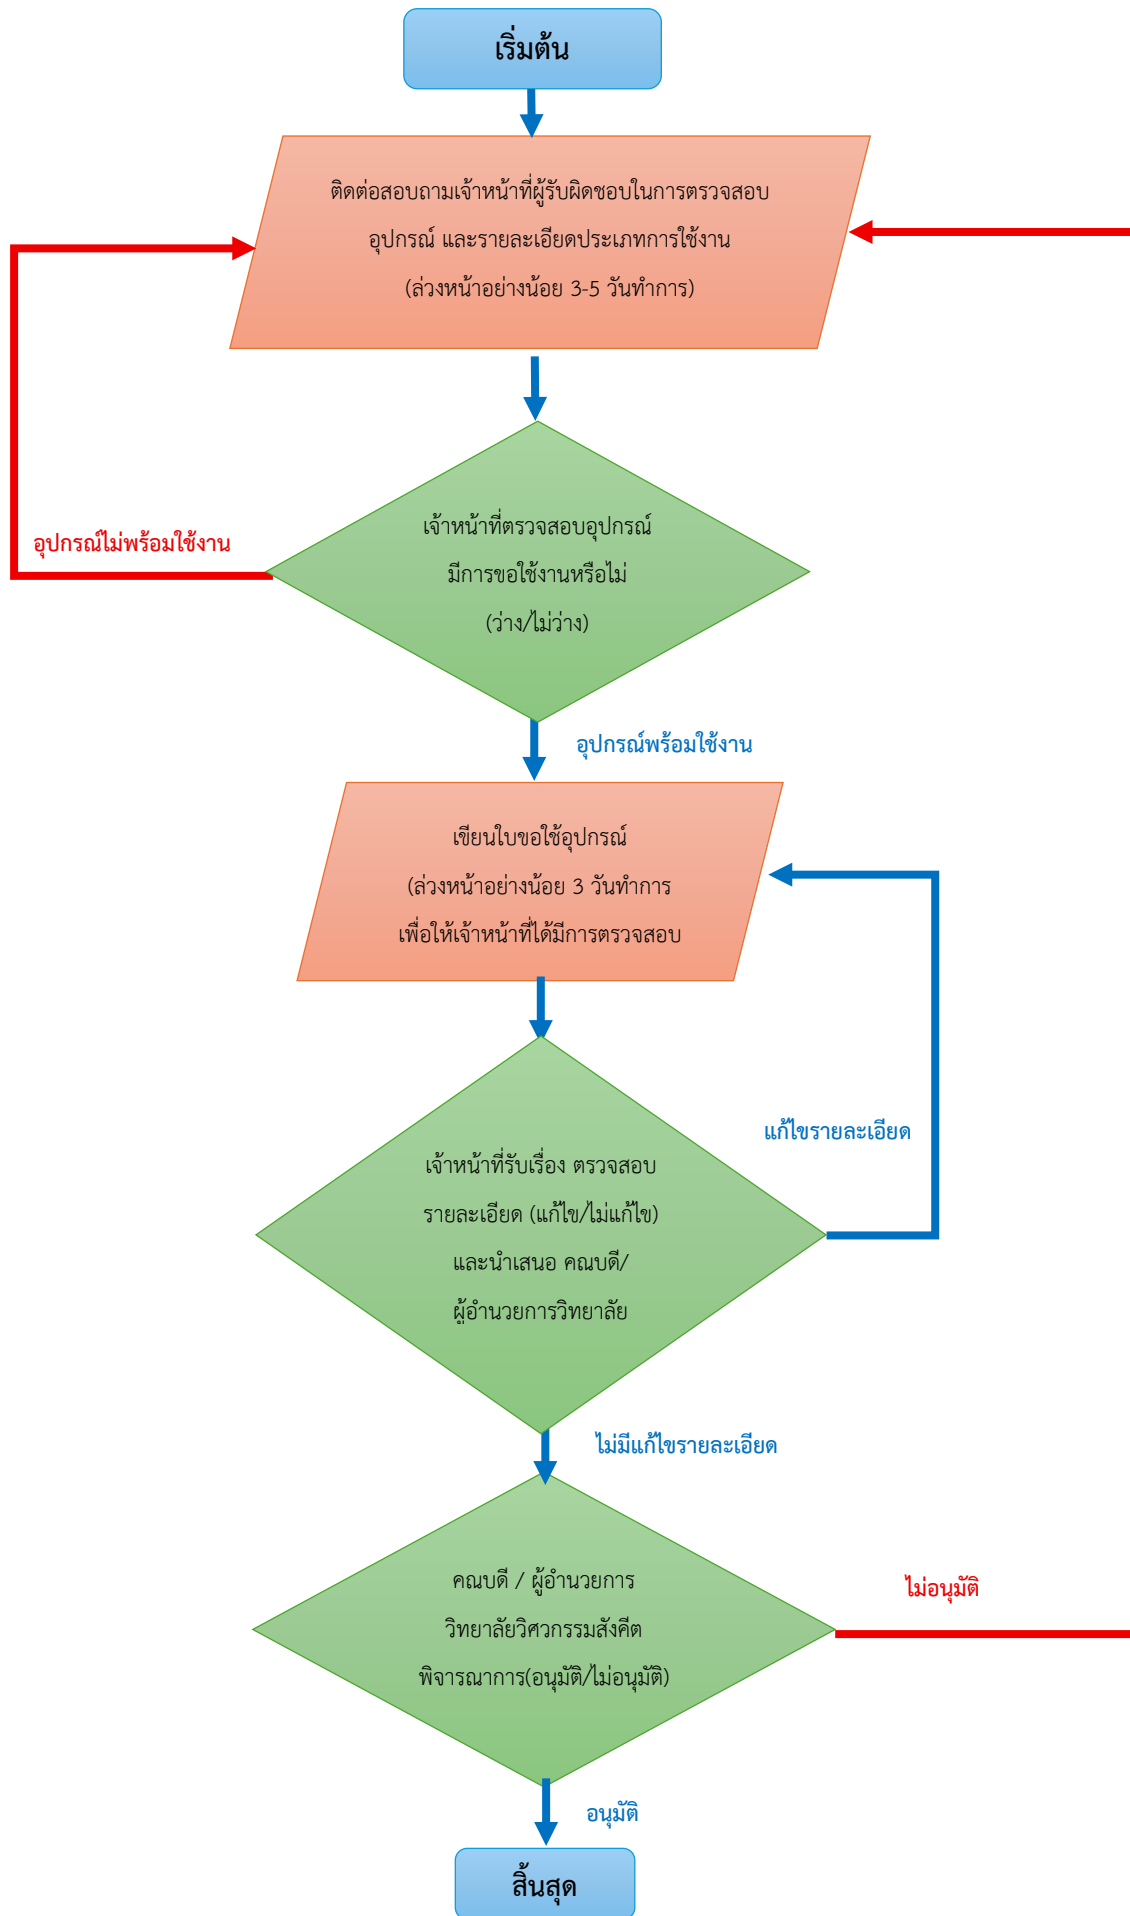 เริ่มต้น
ติดต่อสอบถามเจ้าหน้าที่ผู้รับผิดชอบในการตรวจสอบ
อุปกรณ์ และรายละเอียดประเภทการใช้งาน
(ล่วงหน้าอย่างน้อย 3-5 วันทำการ)
เจ้าหน้าที่ตรวจสอบอุปกรณ์
มีการขอใช้งานหรือไม่
(ว่าง/ไม่ว่าง)
อุปกรณ์ไม่พร้อมใช้งาน
อุปกรณ์พร้อมใช้งาน
เขียนใบขอใช้อุปกรณ์
(ล่วงหน้าอย่างน้อย 3 วันทำการ
เพื่อให้เจ้าหน้าที่ได้มีการตรวจสอบ
แก้ไขรายละเอียด
เจ้าหน้าที่รับเรื่อง ตรวจสอบ
รายละเอียด (แก้ไข/ไม่แก้ไข)
และนำเสนอ คณบดี/
ผู้อำนวยการวิทยาลัย
ไม่มีแก้ไขรายละเอียด
คณบดี / ผู้อำนวยการ
วิทยาลัยวิศวกรรมสังคีต
พิจารณาการ(อนุมัติ/ไม่อนุมัติ)
ไม่อนุมัติ
อนุมัติ
สิ้นสุด